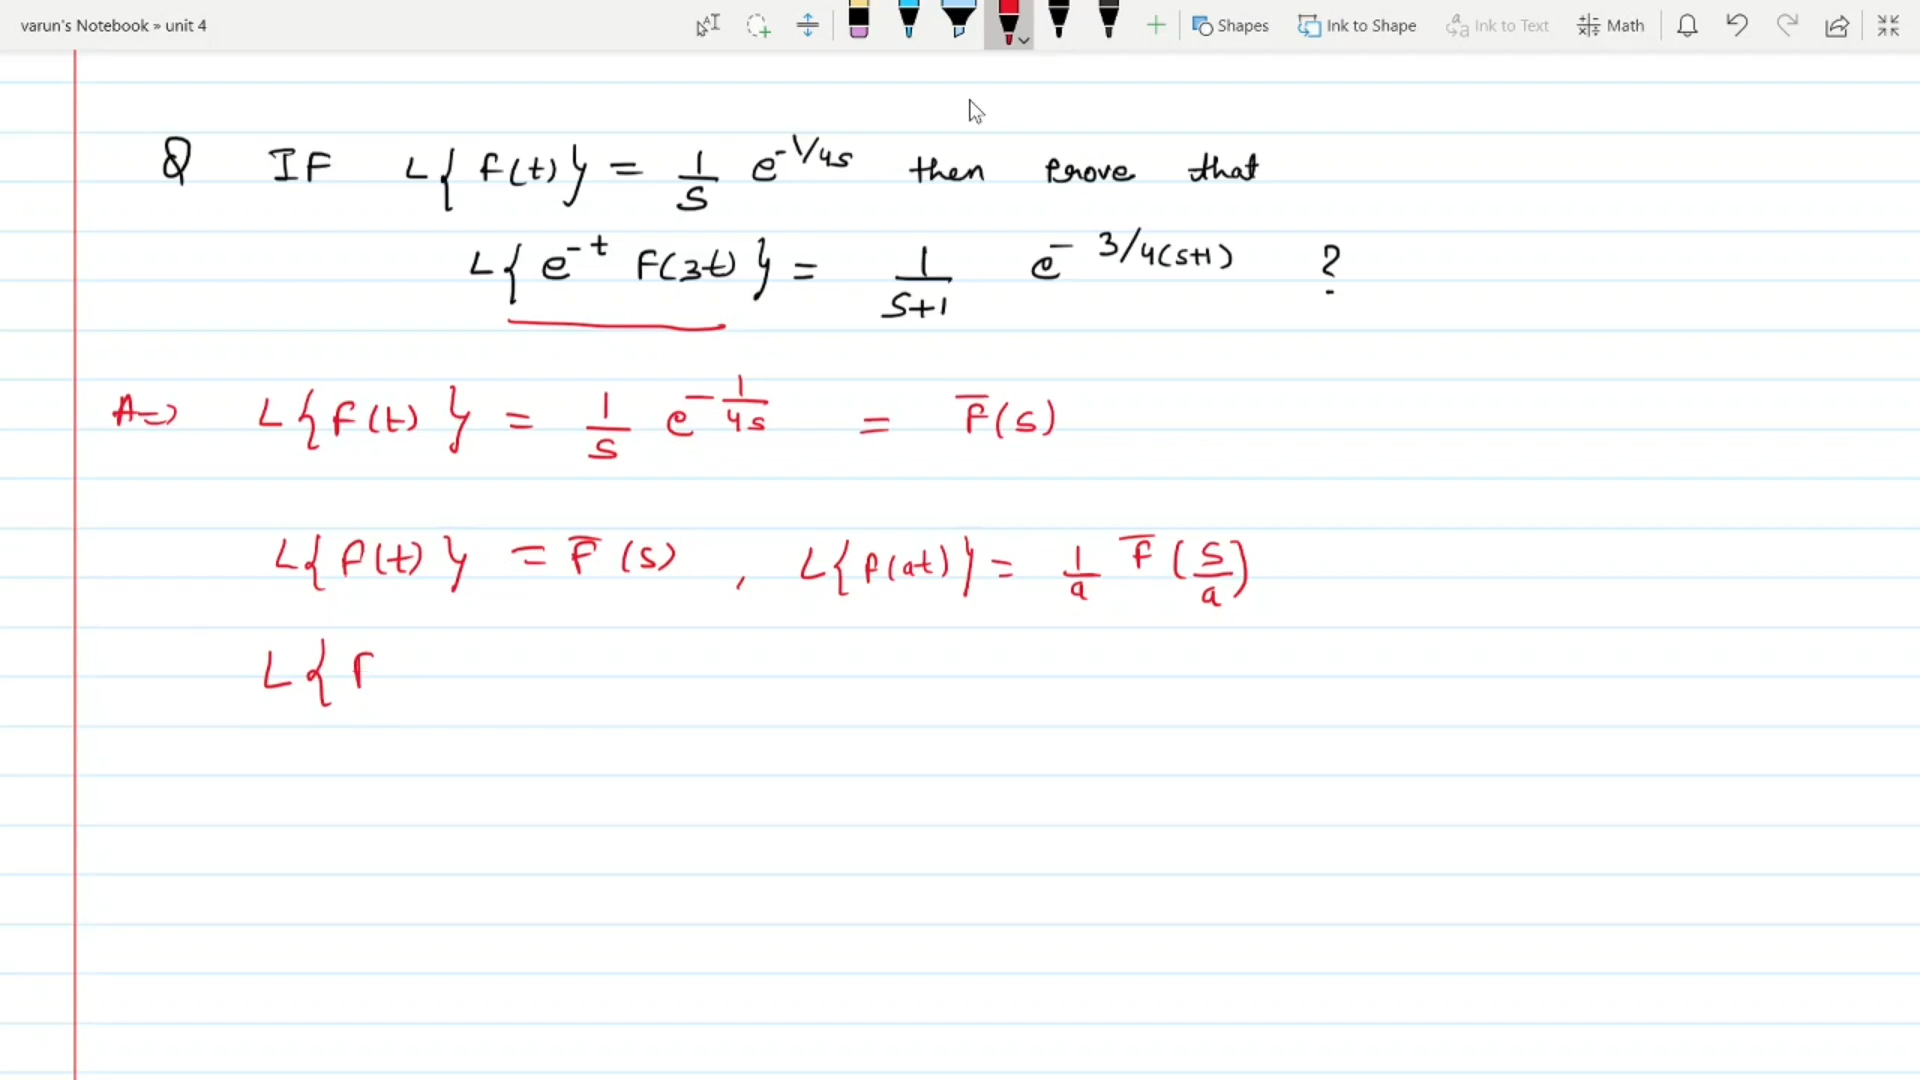 varun's Notebook » unit 4
Shapes Ink to Shape Ink to Text Math
Q IF L{f(t)} = 1/s e^-1/4s then prove that
L{e^-t F(3t)} = 1/s+1 e^-3/4(s+1) ?
A=> L{f(t)} = 1/s e^-1/4s = F̅(s)
L{f(t)} = F̅(s) , L{f(at)} = 1/a F̅(s/a)
L{f